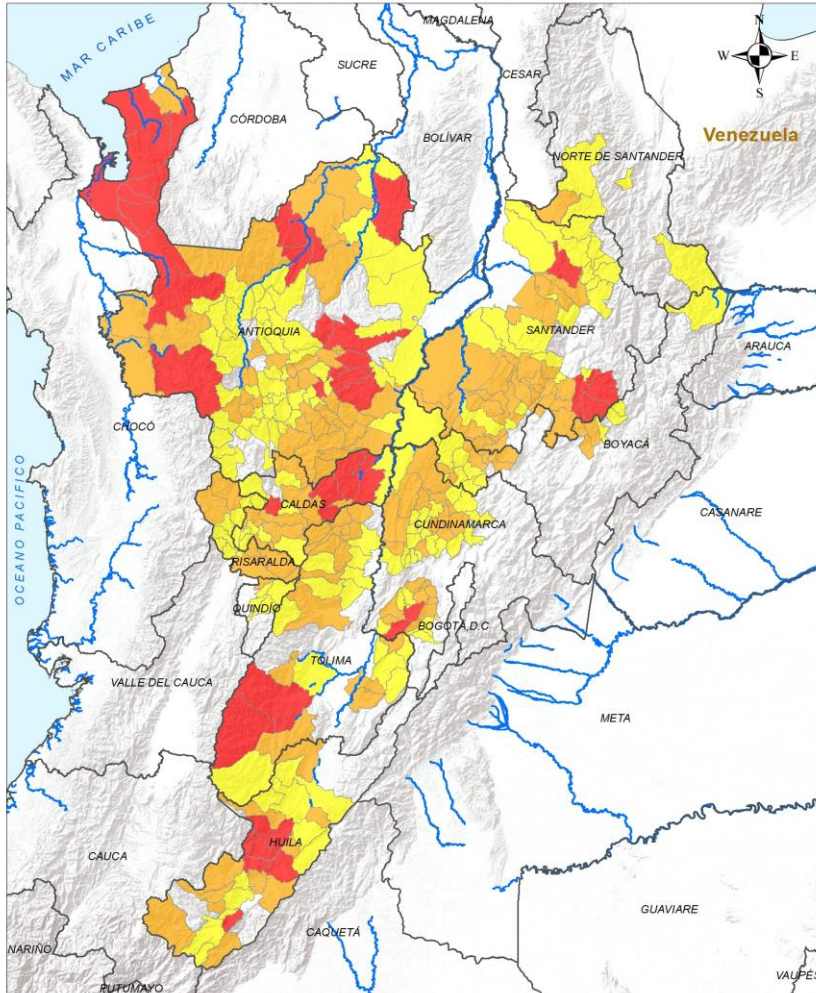 MAGDALENA
N
MAR CARIBE
SUCRE
W E
CESAR
S
CÓRDOBA
BOLÍVAR
Venezuela
NORTE DE SANTANDER
ANTIOQUIA
SANTANDER
ARAUCA
CHOCÓ
BOYACÁ
OCEANO PACIFICO
CALDAS
CUNDINAMARCA
CASANARE
RISARALDA
QUINDÍO
BOGOTÁ,D.C
TOLIMA
VALLE DEL CAUCA
META
HUILA
CAUCA
GUAVIARE
CAQUETÁ
NARIÑO
PUTUMAYO
VAUPÉS